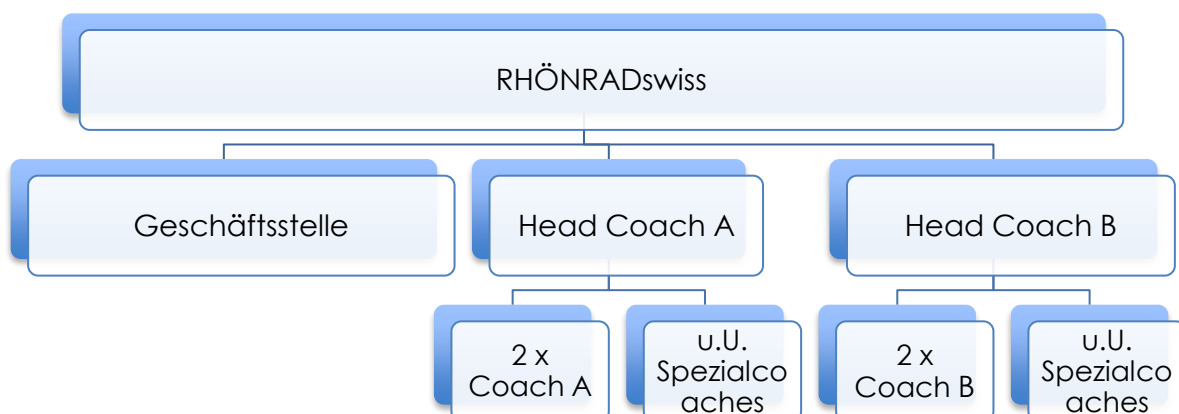 RHÖNRADswiss
Geschäftsstelle
Head Coach A
Head Coach B
2 x
Coach A
u.U.
Spezialco
aches
2 x
Coach B
u.U.
Spezialco
aches